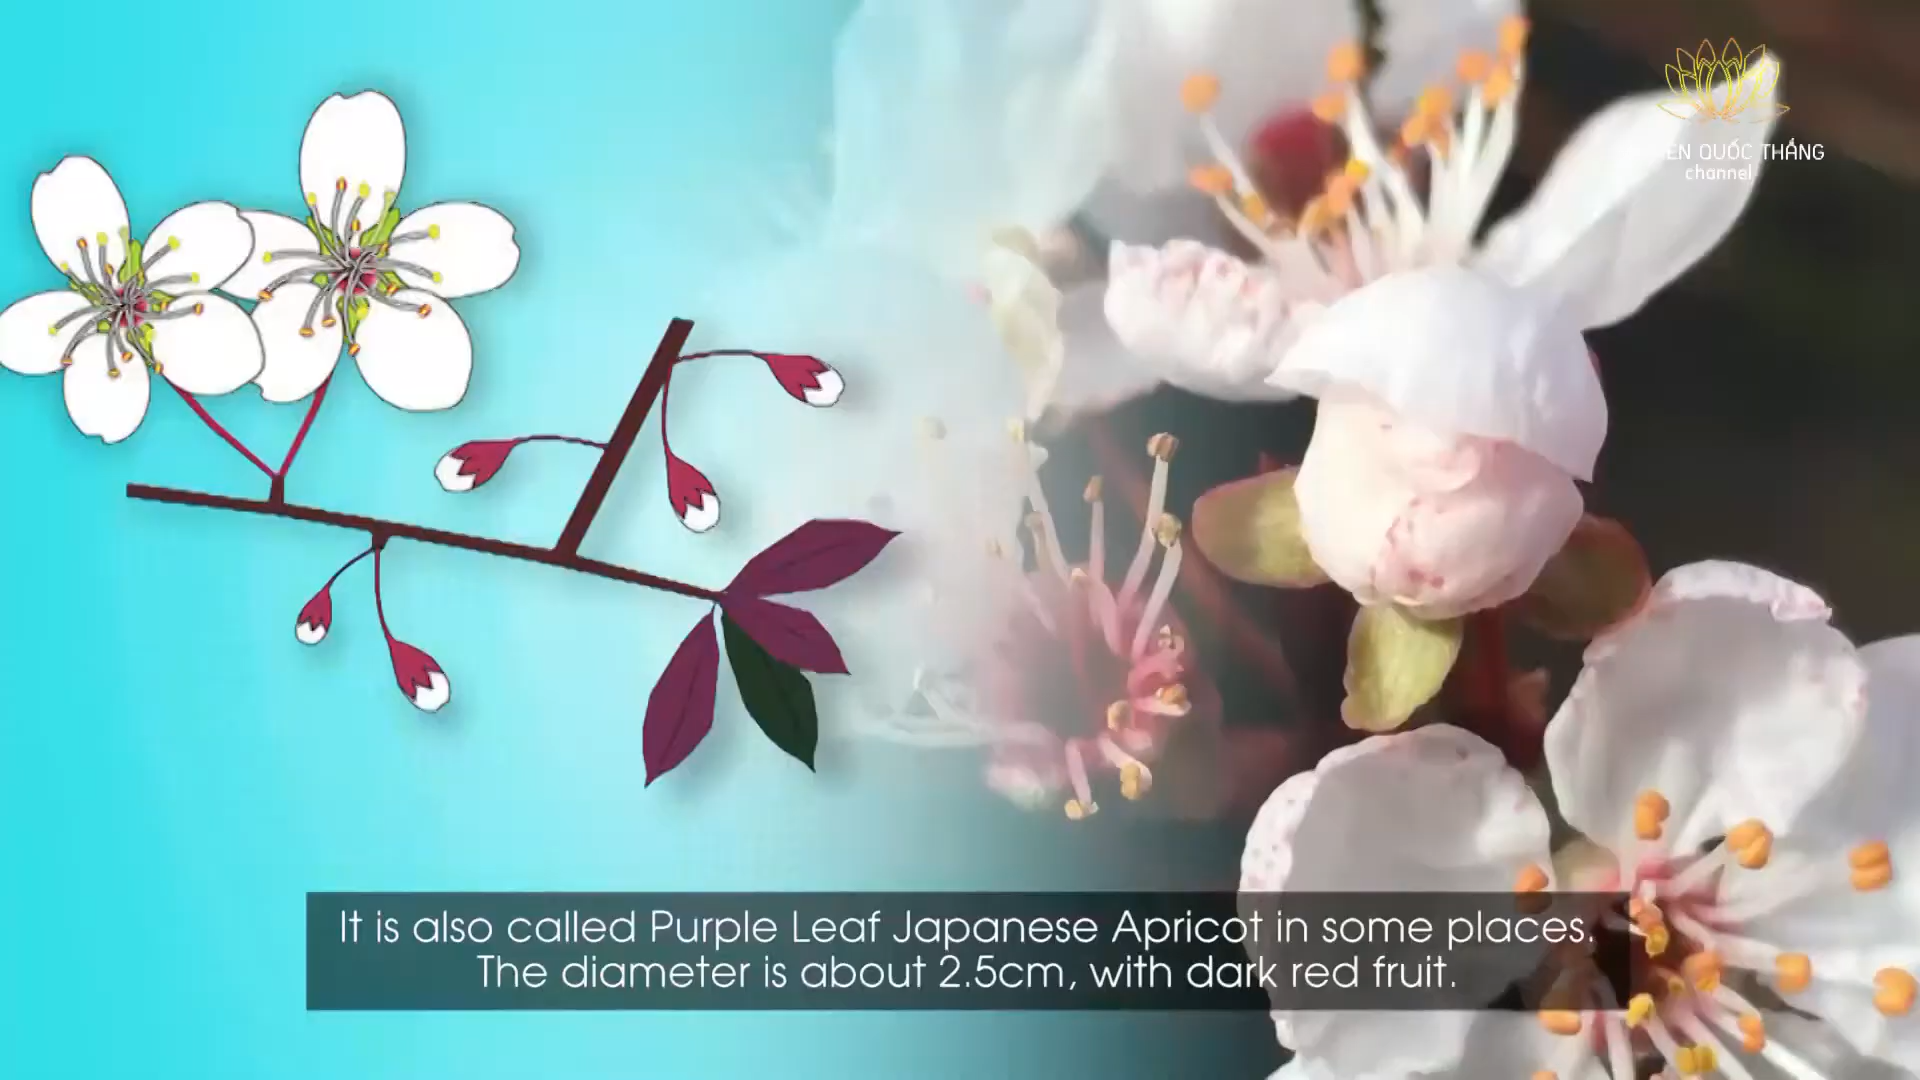 QUỐC THẮNG
channel
It is also called Purple Leaf Japanese Apricot in some places.
The diameter is about 2.5cm, with dark red fruit.